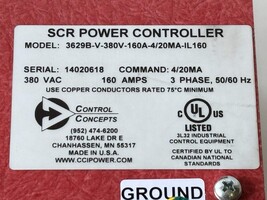 SCR POWER CONTROLLER
MODEL: 3629B-V-380V-160A-4/20MA-IL160
SERIAL: 14020618 COMMAND: 4/20MA
380 VAC 160 AMPS 3 PHASE, 50/60 Hz
USE COPPER CONDUCTORS RATED 75°C MINIMUM
Control
Concepts
(952) 474-6200
18760 LAKE DR E
CHANHASSEN, MN 55317
WWW.CCIPOWER.COM
C UL US
LISTED
2L32 INDUSTRIAL
CONTROL EQUIPMENT
CERTIFIED BY UL TO
CANADIAN NATIONAL
STANDARDS
GROUND